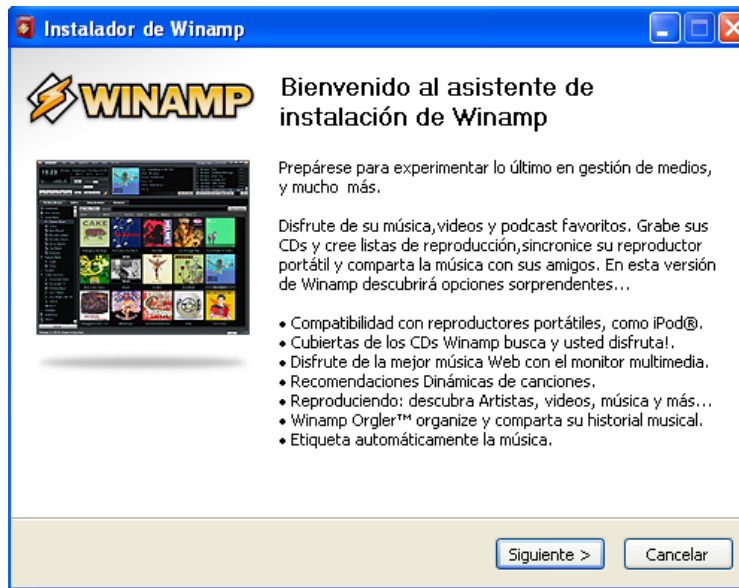 Instalador de Winamp
WINAMP
Bienvenido al asistente de
instalación de Winamp
Prepárese para experimentar lo último en gestión de medios,
y mucho  más.
Disfrute de su música,videos y podcast favoritos. Grabe sus
CDs y cree listas de reproducción,sincronice su reproductor
portátil y comparta la música con sus amigos. En esta versión
de Winamp descubrirá opciones sorprendentes...
• Compatibilidad con reproductores portátiles, como iPod®.
• Cubiertas de los CDs Winamp busca y usted disfruta!.
• Disfrute de la mejor música Web con el monitor multimedia.
• Recomendaciones Dinámicas de canciones.
• Reproduciendo: descubra Artistas, videos, música y más...
• Winamp Orgler™ organize y comparta su historial musical.
• Etiqueta automáticamente la música.
CAKE
Siguiente >
Cancelar